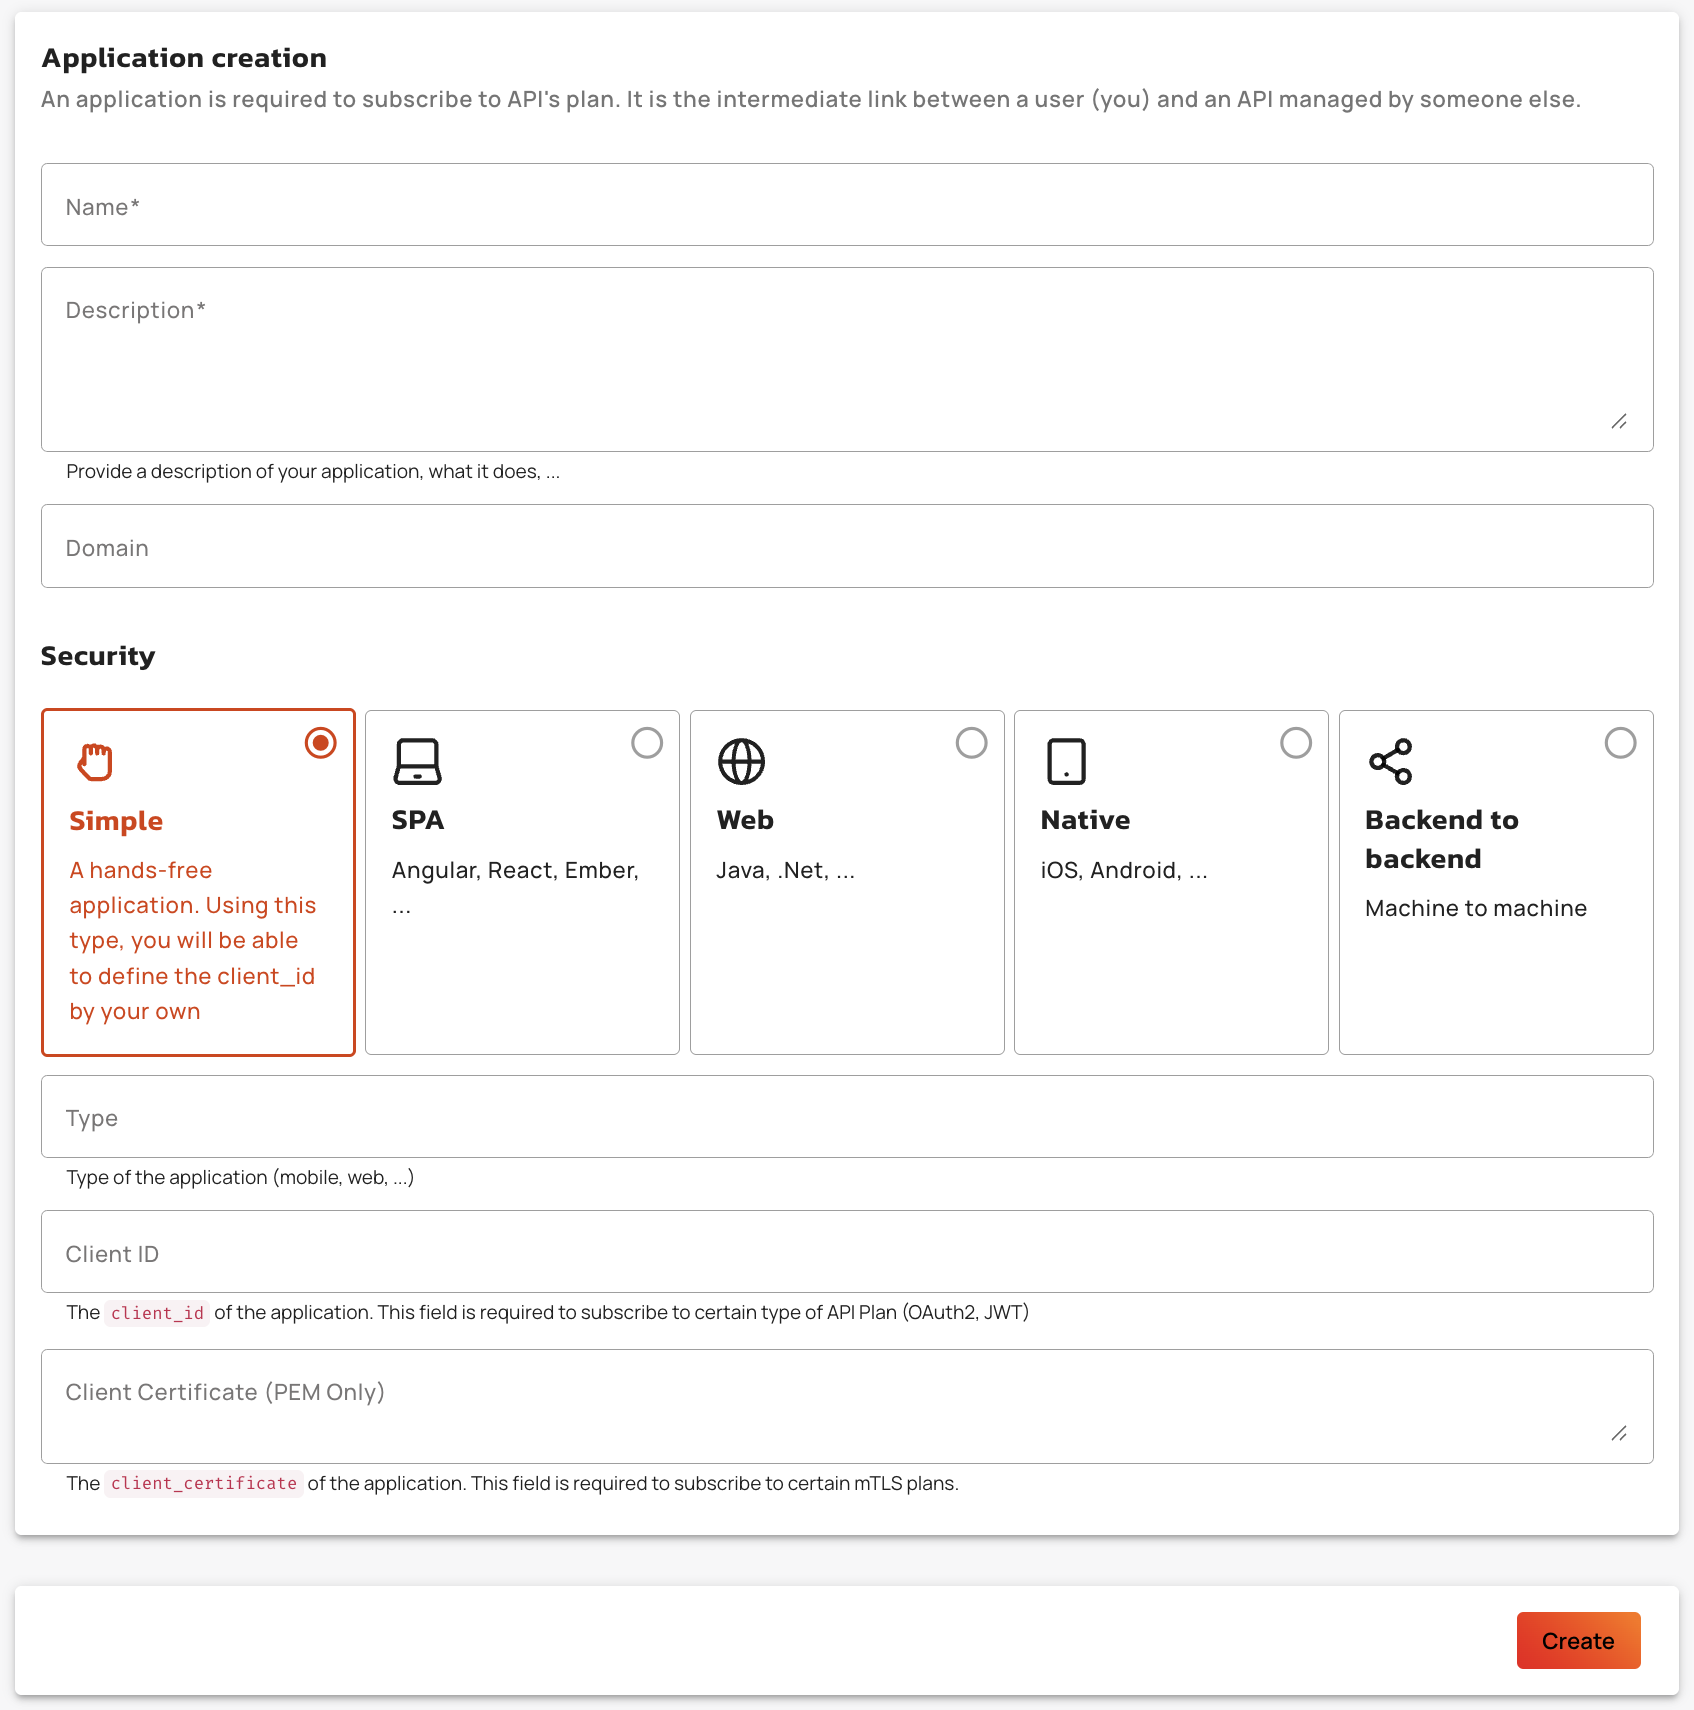 Application creation
An application is required to subscribe to API's plan. It is the intermediate link between a user (you) and an API managed by someone else.
Name*
Description*
Provide a description of your application, what it does, ...
Domain
Security
Simple
A hands-free
application. Using this
type, you will be able
to define the client_id
by your own
SPA
Angular, React, Ember,
...
Web
Java, .Net, ...
Native
iOS, Android, ...
Backend to
backend
Machine to machine
Type
Type of the application (mobile, web, ...)
Client ID
The client_id of the application. This field is required to subscribe to certain type of API Plan (OAuth2, JWT)
Client Certificate (PEM Only)
The client_certificate of the application. This field is required to subscribe to certain mTLS plans.
Create